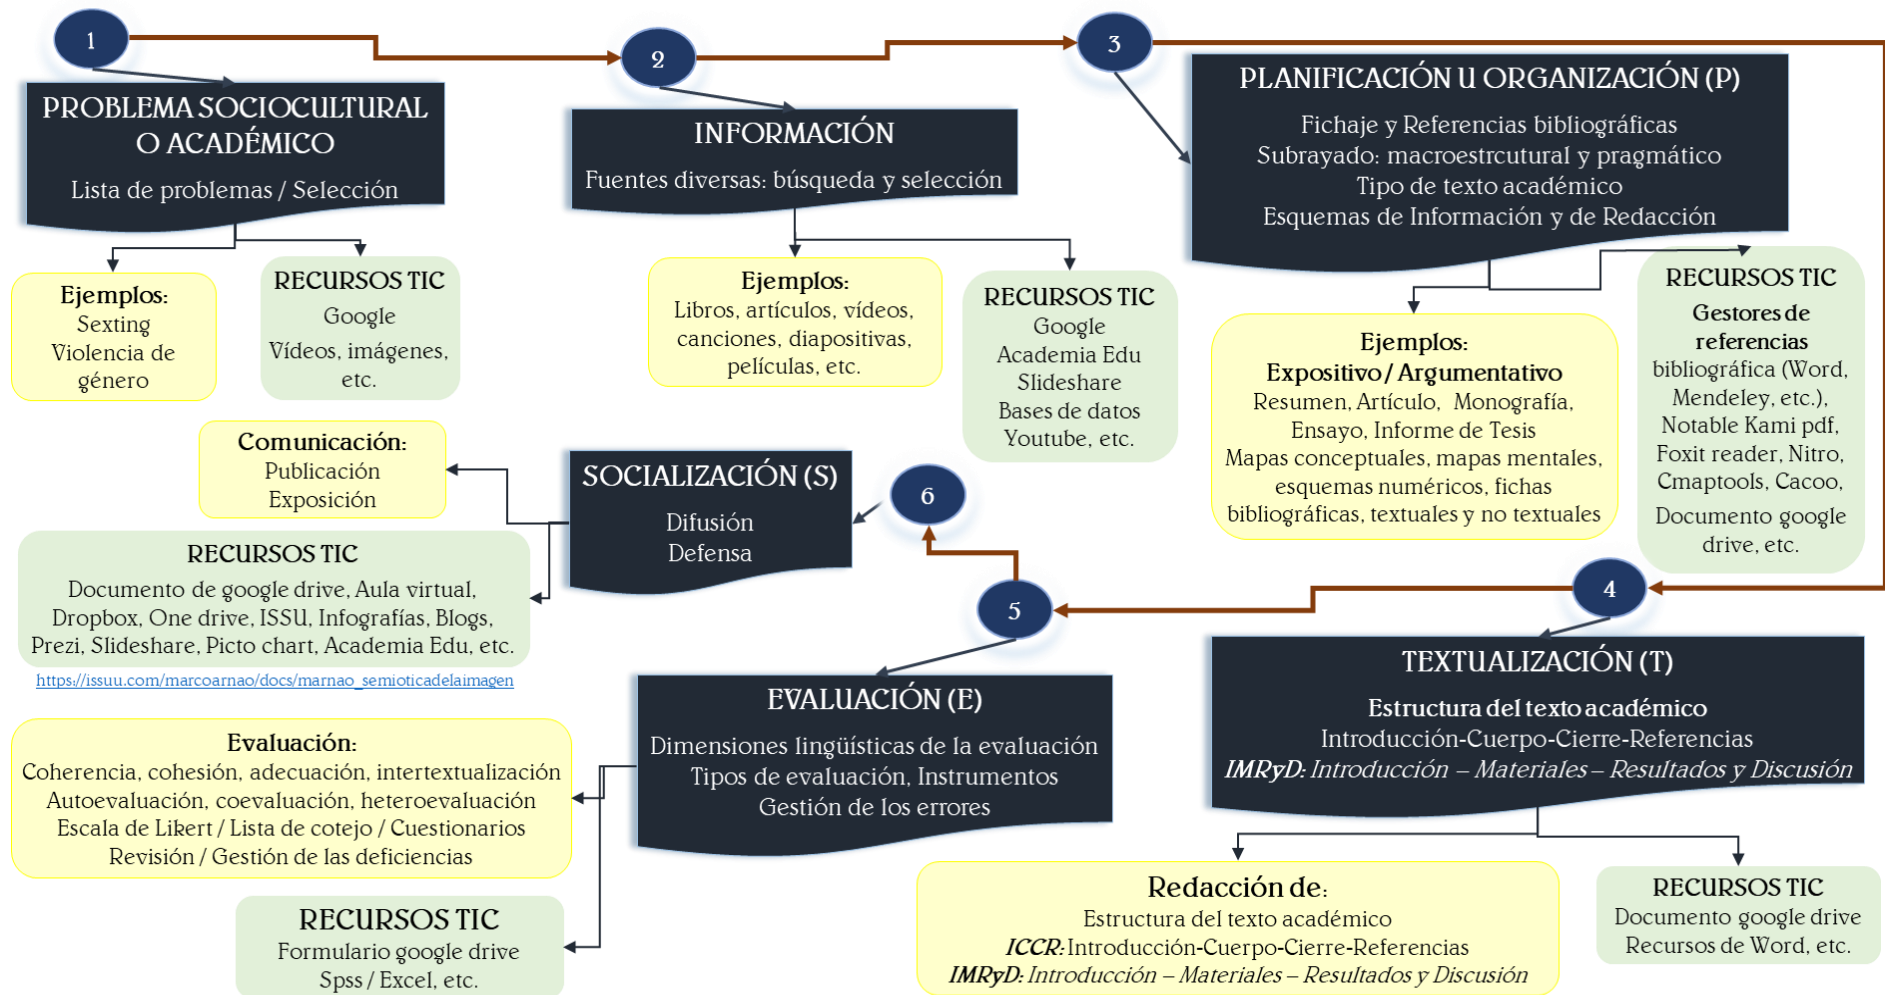 1
PROBLEMA SOCIOCULTURAL
O ACADÉMICO
Lista de problemas / Selección
Ejemplos:
Sexting
Violencia de
género
RECURSOS TIC
Google
Vídeos, imágenes,
etc.
2
INFORMACIÓN
Fuentes diversas: búsqueda y selección
Ejemplos:
Libros, artículos, vídeos,
canciones, diapositivas,
películas, etc.
RECURSOS TIC
Google
Academia Edu
Slideshare
Bases de datos
Youtube, etc.
3
PLANIFICACIÓN U ORGANIZACIÓN (P)
Fichaje y Referencias bibliográficas
Subrayado: macroestrcutural y pragmático
Tipo de texto académico
Esquemas de Información y de Redacción
Ejemplos:
Expositivo / Argumentativo
Resumen, Artículo, Monografía,
Ensayo, Informe de Tesis
Mapas conceptuales, mapas mentales,
esquemas numéricos, fichas
bibliográficas, textuales y no textuales
RECURSOS TIC
Gestores de
referencias
bibliográfica (Word,
Mendeley, etc.),
Notable Kami pdf,
Foxit reader, Nitro,
Cmaptools, Cacoo,
Documento google
drive, etc.
4
TEXTUALIZACIÓN (T)
Estructura del texto académico
Introducción-Cuerpo-Cierre-Referencias
IMRyD: Introducción – Materiales – Resultados y Discusión
Redacción de:
Estructura del texto académico
ICCR: Introducción-Cuerpo-Cierre-Referencias
IMRyD: Introducción – Materiales – Resultados y Discusión
RECURSOS TIC
Documento google drive
Recursos de Word, etc.
5
EVALUACIÓN (E)
Dimensiones lingüísticas de la evaluación
Tipos de evaluación, Instrumentos
Gestión de los errores
Evaluación:
Coherencia, cohesión, adecuación, intertextualización
Autoevaluación, coevaluación, heteroevaluación
Escala de Likert / Lista de cotejo / Cuestionarios
Revisión / Gestión de las deficiencias
RECURSOS TIC
Formulario google drive
Spss / Excel, etc.
6
SOCIALIZACIÓN (S)
Difusión
Defensa
Comunicación:
Publicación
Exposición
RECURSOS TIC
Documento de google drive, Aula virtual,
Dropbox, One drive, ISSU, Infografías, Blogs,
Prezi, Slideshare, Picto chart, Academia Edu, etc.
https://issuu.com/marcoarnao/docs/marnao_semioticadelaimagen